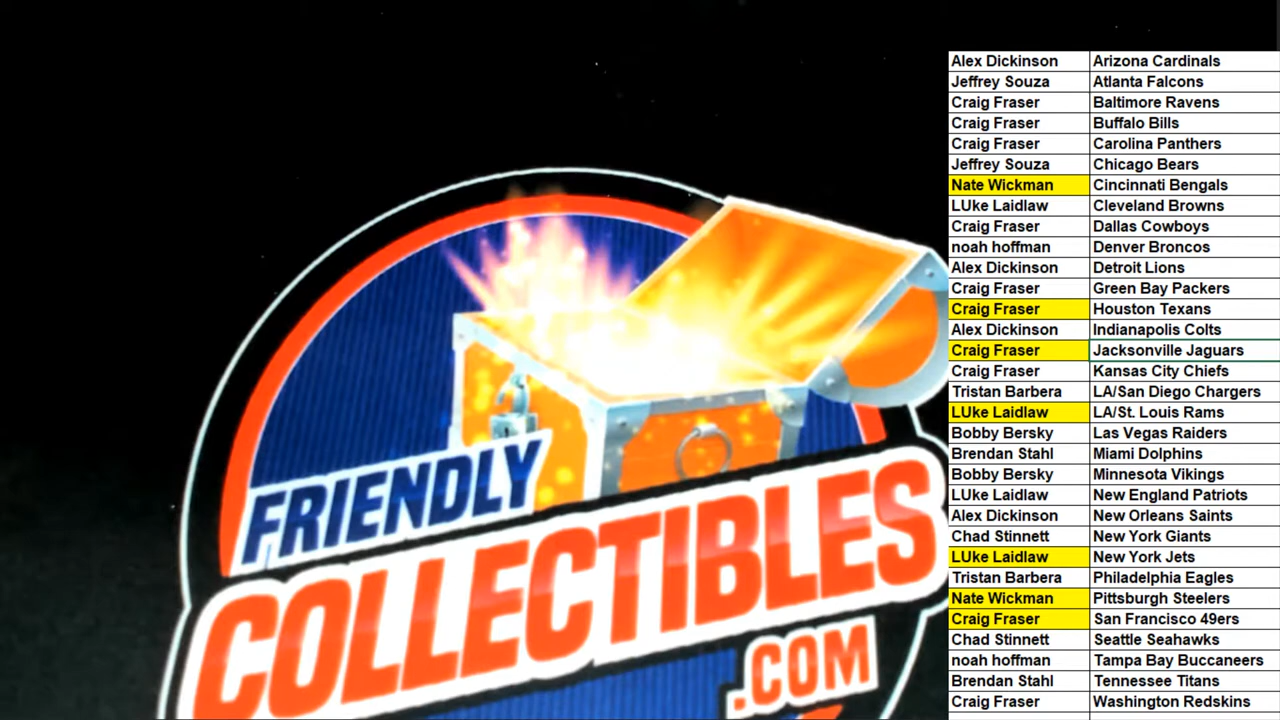 FRIENDLY
COLLECTIBLES
.COM
Alex Dickinson Arizona Cardinals
Jeffrey Souza Atlanta Falcons
Craig Fraser Baltimore Ravens
Craig Fraser Buffalo Bills
Craig Fraser Carolina Panthers
Jeffrey Souza Chicago Bears
Nate Wickman Cincinnati Bengals
LUke Laidlaw Cleveland Browns
Craig Fraser Dallas Cowboys
noah hoffman Denver Broncos
Alex Dickinson Detroit Lions
Craig Fraser Green Bay Packers
Craig Fraser Houston Texans
Alex Dickinson Indianapolis Colts
Craig Fraser Jacksonville Jaguars
Craig Fraser Kansas City Chiefs
Tristan Barbera LA/San Diego Chargers
LUke Laidlaw LA/St. Louis Rams
Bobby Bersky Las Vegas Raiders
Brendan Stahl Miami Dolphins
Bobby Bersky Minnesota Vikings
LUke Laidlaw New England Patriots
Alex Dickinson New Orleans Saints
Chad Stinnett New York Giants
LUke Laidlaw New York Jets
Tristan Barbera Philadelphia Eagles
Nate Wickman Pittsburgh Steelers
Craig Fraser San Francisco 49ers
Chad Stinnett Seattle Seahawks
noah hoffman Tampa Bay Buccaneers
Brendan Stahl Tennessee Titans
Craig Fraser Washington Redskins